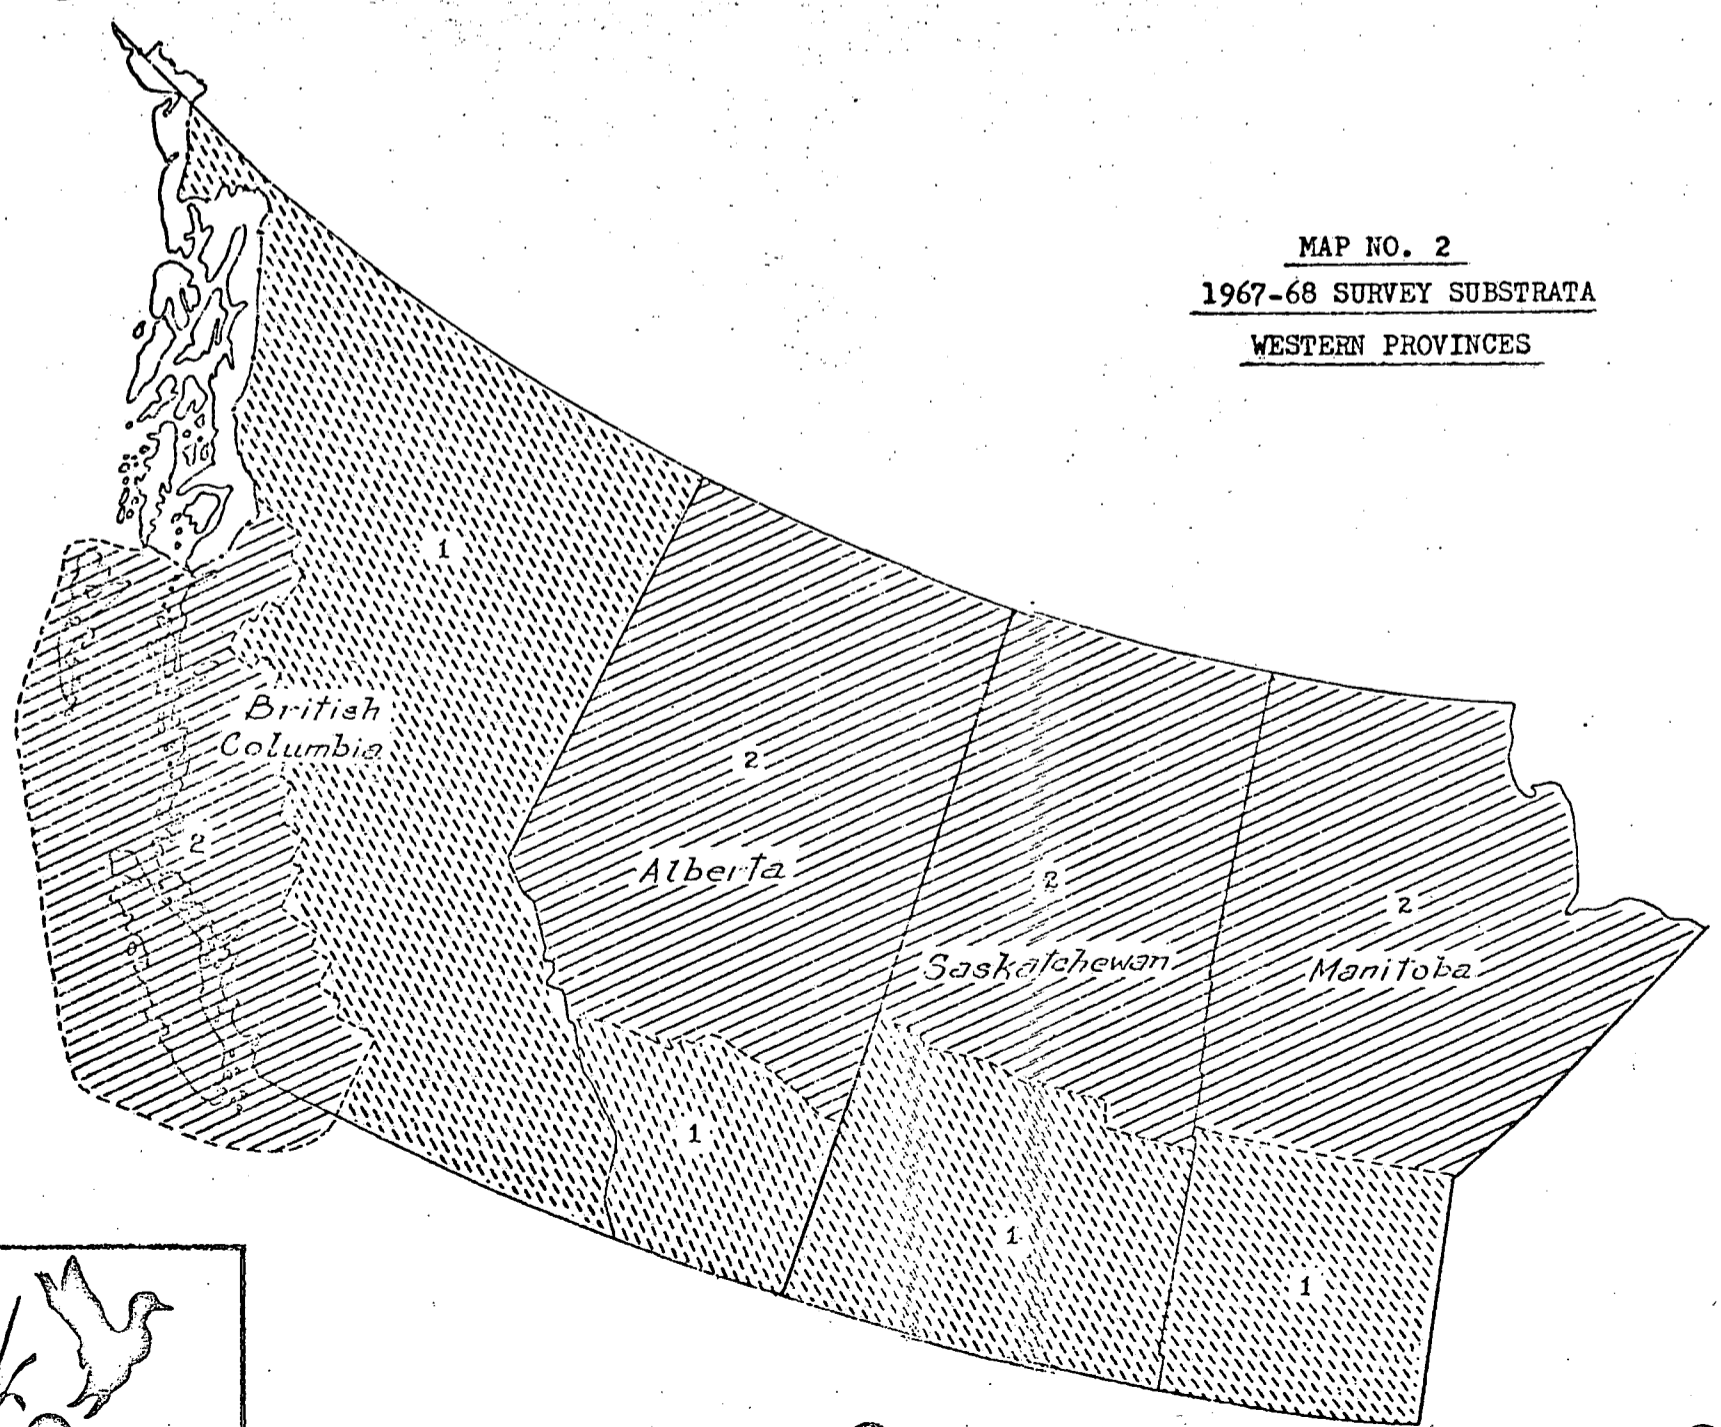 MAP NO. 2
1967-68 SURVEY SUBSTRATA
WESTERN PROVINCES
1
British
Columbia
2
2
Alberta
2
Saskatchewan
2
Manitoba
1
1
1